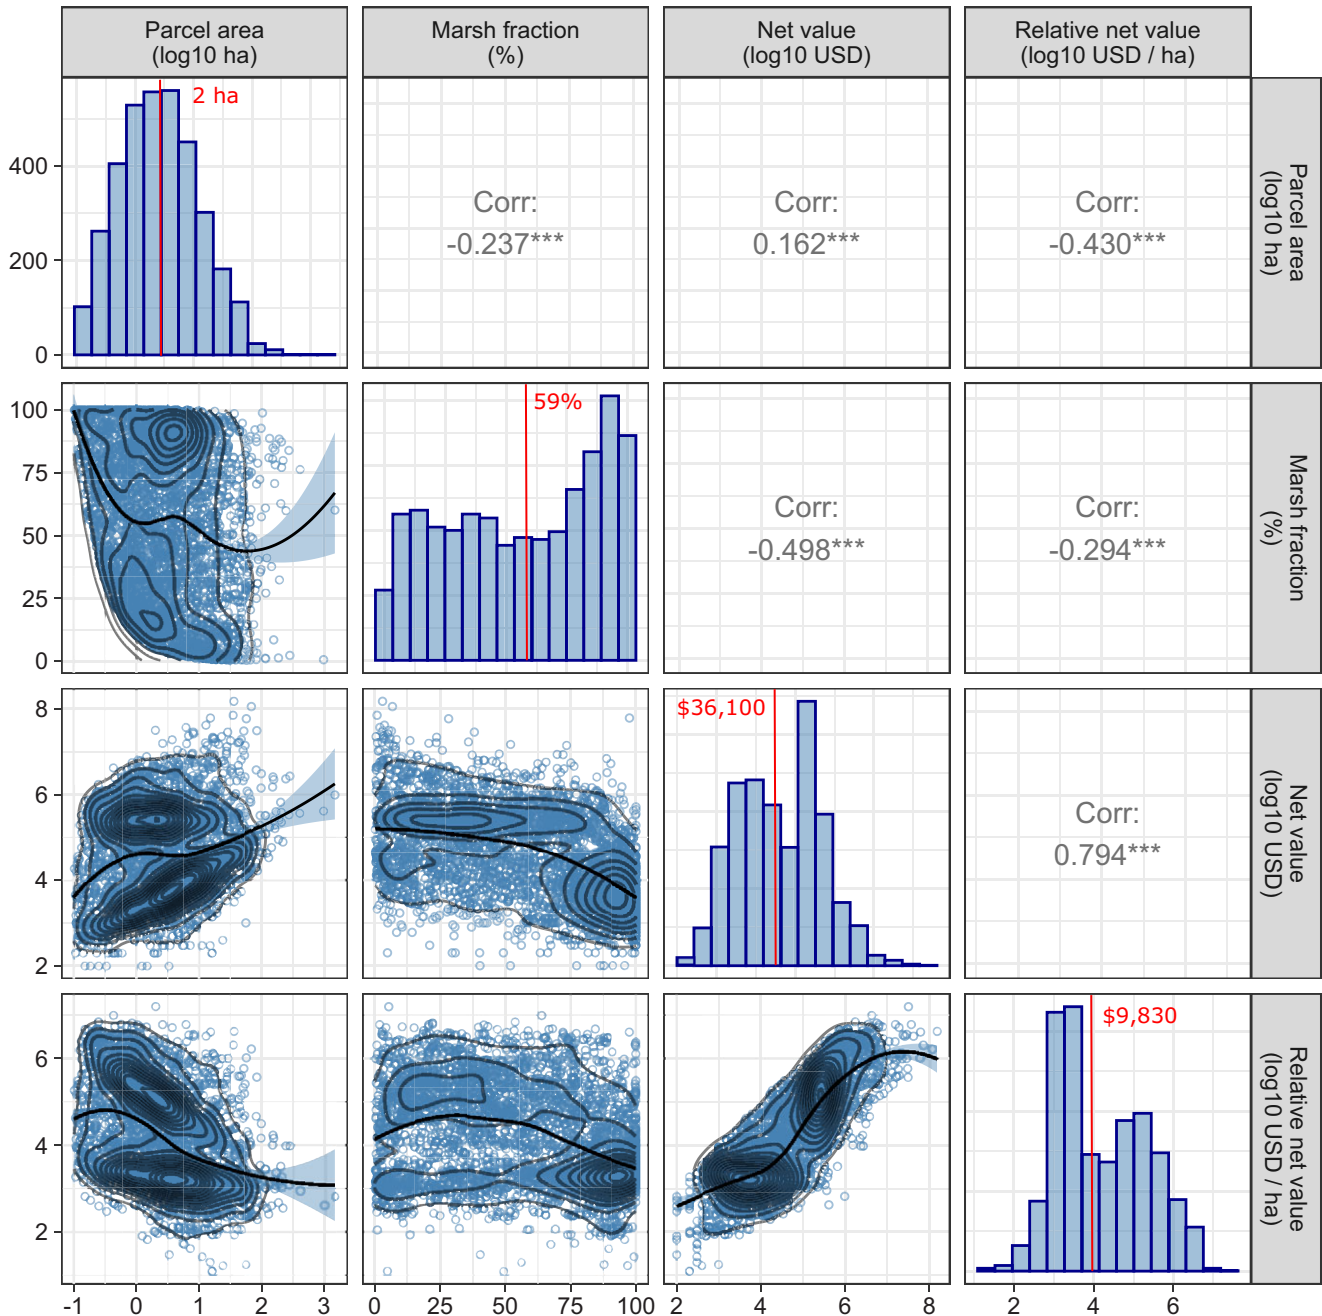 Parcel area
(log10 ha)
Marsh fraction
(%)
Net value
(log10 USD)
Relative net value
(log10 USD / ha)
2 ha
400
200
0
Corr:
-0.237***
Corr:
0.162***
Corr:
-0.430***
Parcel area
(log10 ha)
100
75
50
25
0
59%
Corr:
-0.498***
Corr:
-0.294***
Marsh fraction
(%)
8
6
4
2
$36,100
Corr:
0.794***
Net value
(log10 USD)
6
4
2
$9,830
Relative net value
(log10 USD / ha)
-1 0 1 2 3
0 25 50 75 100
2 4 6 8
2 4 6